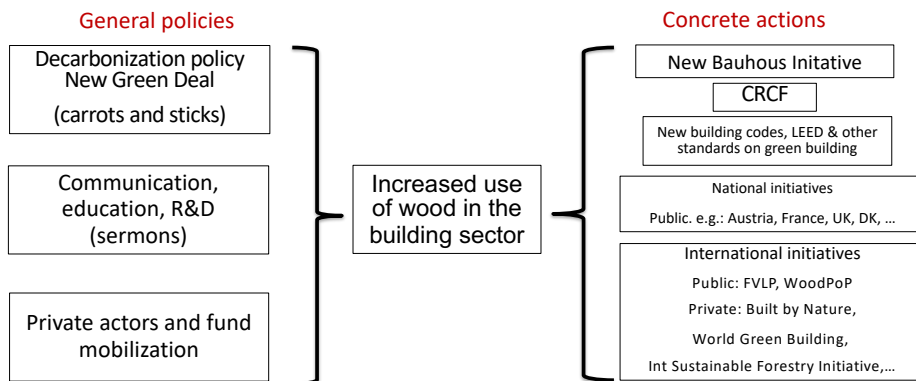 General policies
Decarbonization policy
New Green Deal
(carrots and sticks)
Communication,
education, R&D
(sermons)
Private actors and fund
mobilization
Increased use
of wood in the
building sector
Concrete actions
New Bauhous Initative
CRCF
New building codes, LEED & other
standards on green building
National initiatives
Public. e.g.: Austria, France, UK, DK, ...
International initiatives
Public: FVLP, WoodPoP
Private: Built by Nature,
World Green Building,
Int Sustainable Forestry Initiative,...